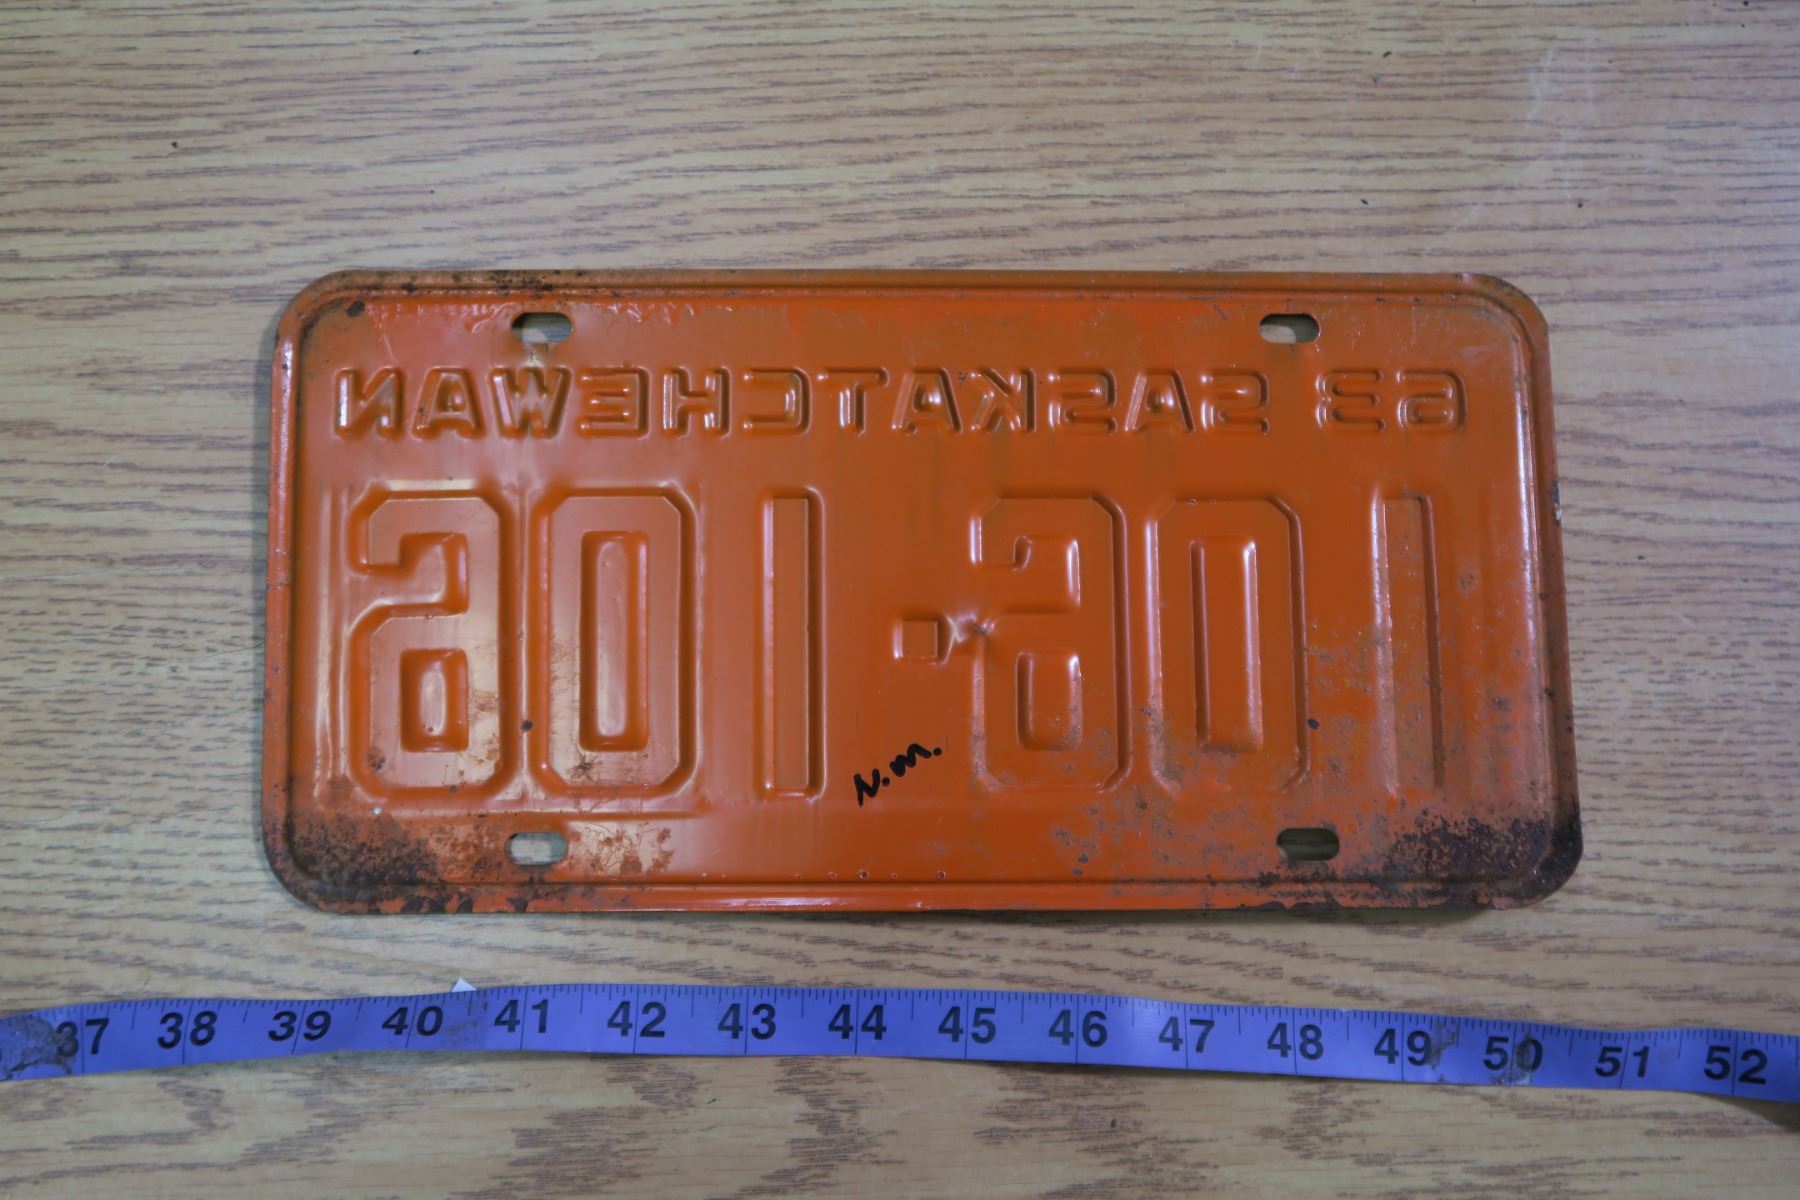 63 SASKATCHEWAN
106-106
N.M.
37 38 39 40 41 42 43 44 45 46 47 48 49 50 51 52